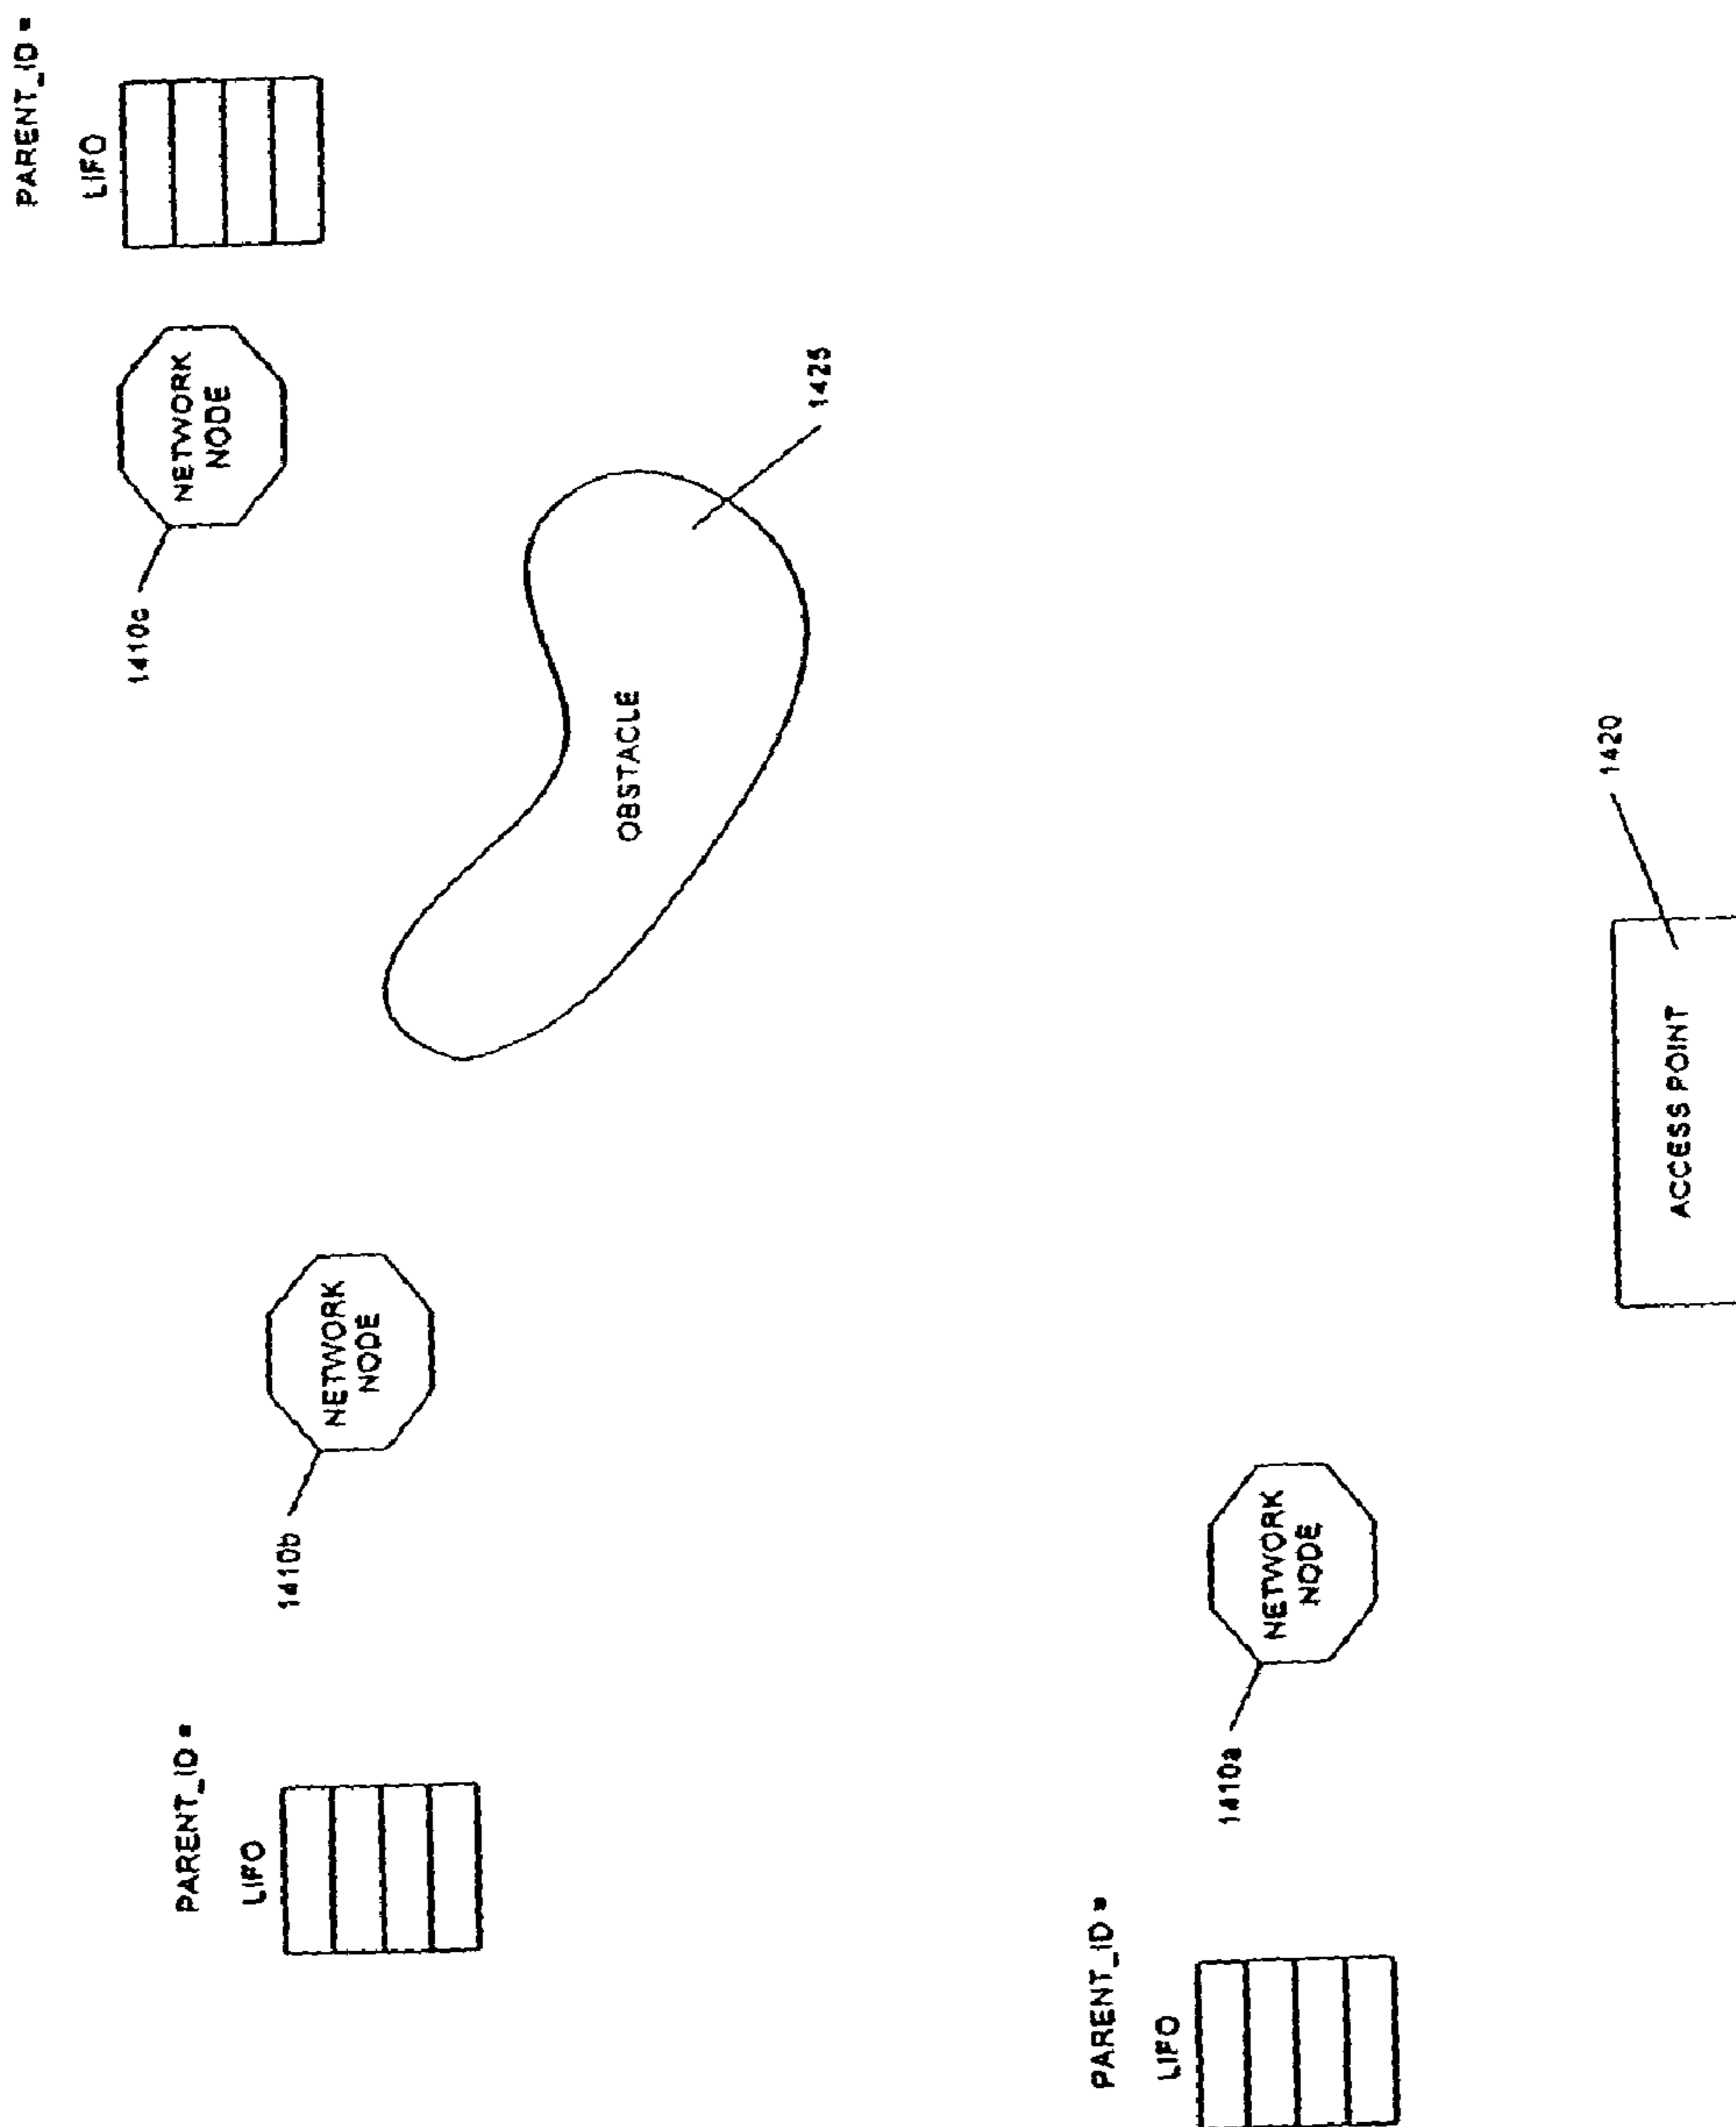 PARENT_ID =
LIFO
NETWORK
NODE
1410c
OBSTACLE
1425
NETWORK
NODE
1410b
PARENT_ID =
LIFO
1420
ACCESS POINT
NETWORK
NODE
1410a
PARENT_ID =
LIFO